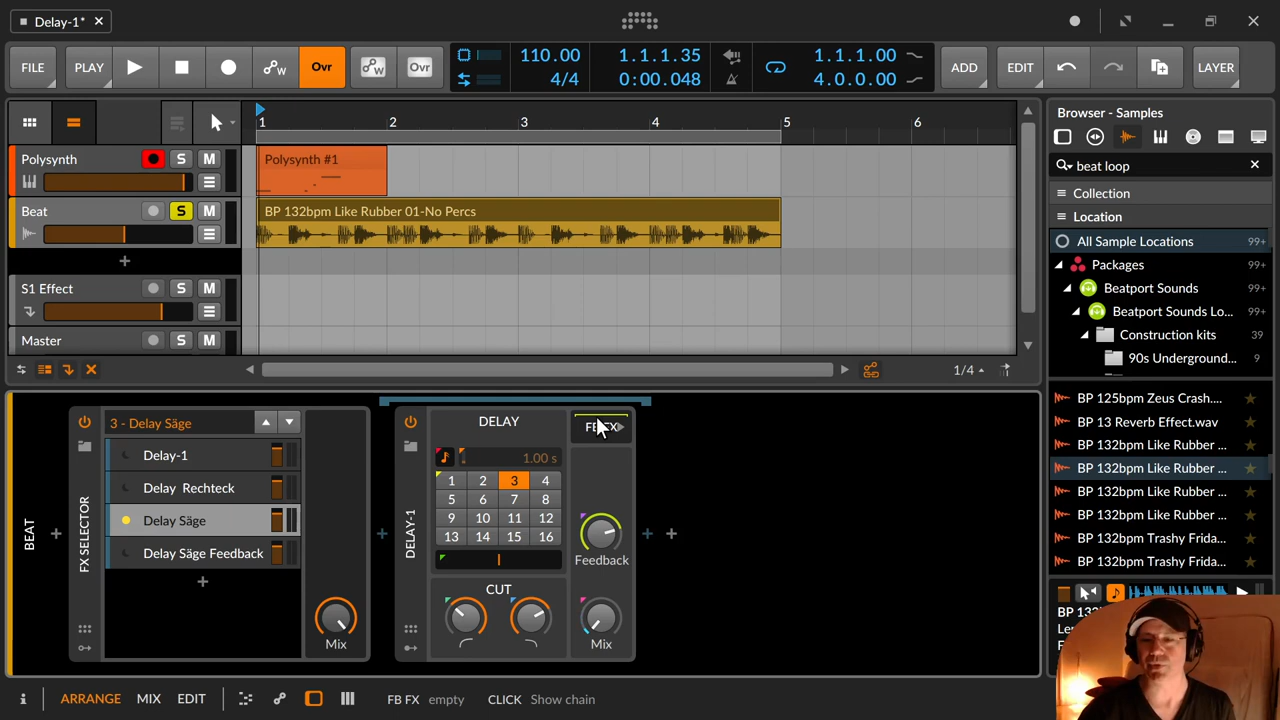 Delay-1*
FILE
PLAY
Ovr
Ovr
110.00
4/4
1.1.1.35
0:00.048
1.1.1.00
4.0.0.00
ADD
EDIT
LAYER
1 2 3 4 5 6
Polysynth
S M
Polysynth #1
Beat
S M
BP 132bpm Like Rubber 01-No Percs
S1 Effect
S M
Master
S M
1/4
Browser - Samples
beat loop
Collection
Location
All Sample Locations 99+
Packages 99+
Beatport Sounds 99+
Beatport Sounds Lo... 99+
Construction kits 39
90s Underground... 9
BP 125bpm Zeus Crash....
BP 13 Reverb Effect.wav
BP 132bpm Like Rubber ...
BP 132bpm Like Rubber ...
BP 132bpm Like Rubber ...
BP 132bpm Like Rubber ...
BP 132bpm Trashy Frida...
BP 132bpm Trashy Frida...
BEAT
FX SELECTOR
3 - Delay Säge
Delay-1
Delay Rechteck
Delay Säge
Delay Säge Feedback
Mix
DELAY-1
DELAY
1.00 s
1 2 3 4
5 6 7 8
9 10 11 12
13 14 15 16
CUT
Feedback
Mix
ARRANGE
MIX
EDIT
FB FX empty
CLICK Show chain